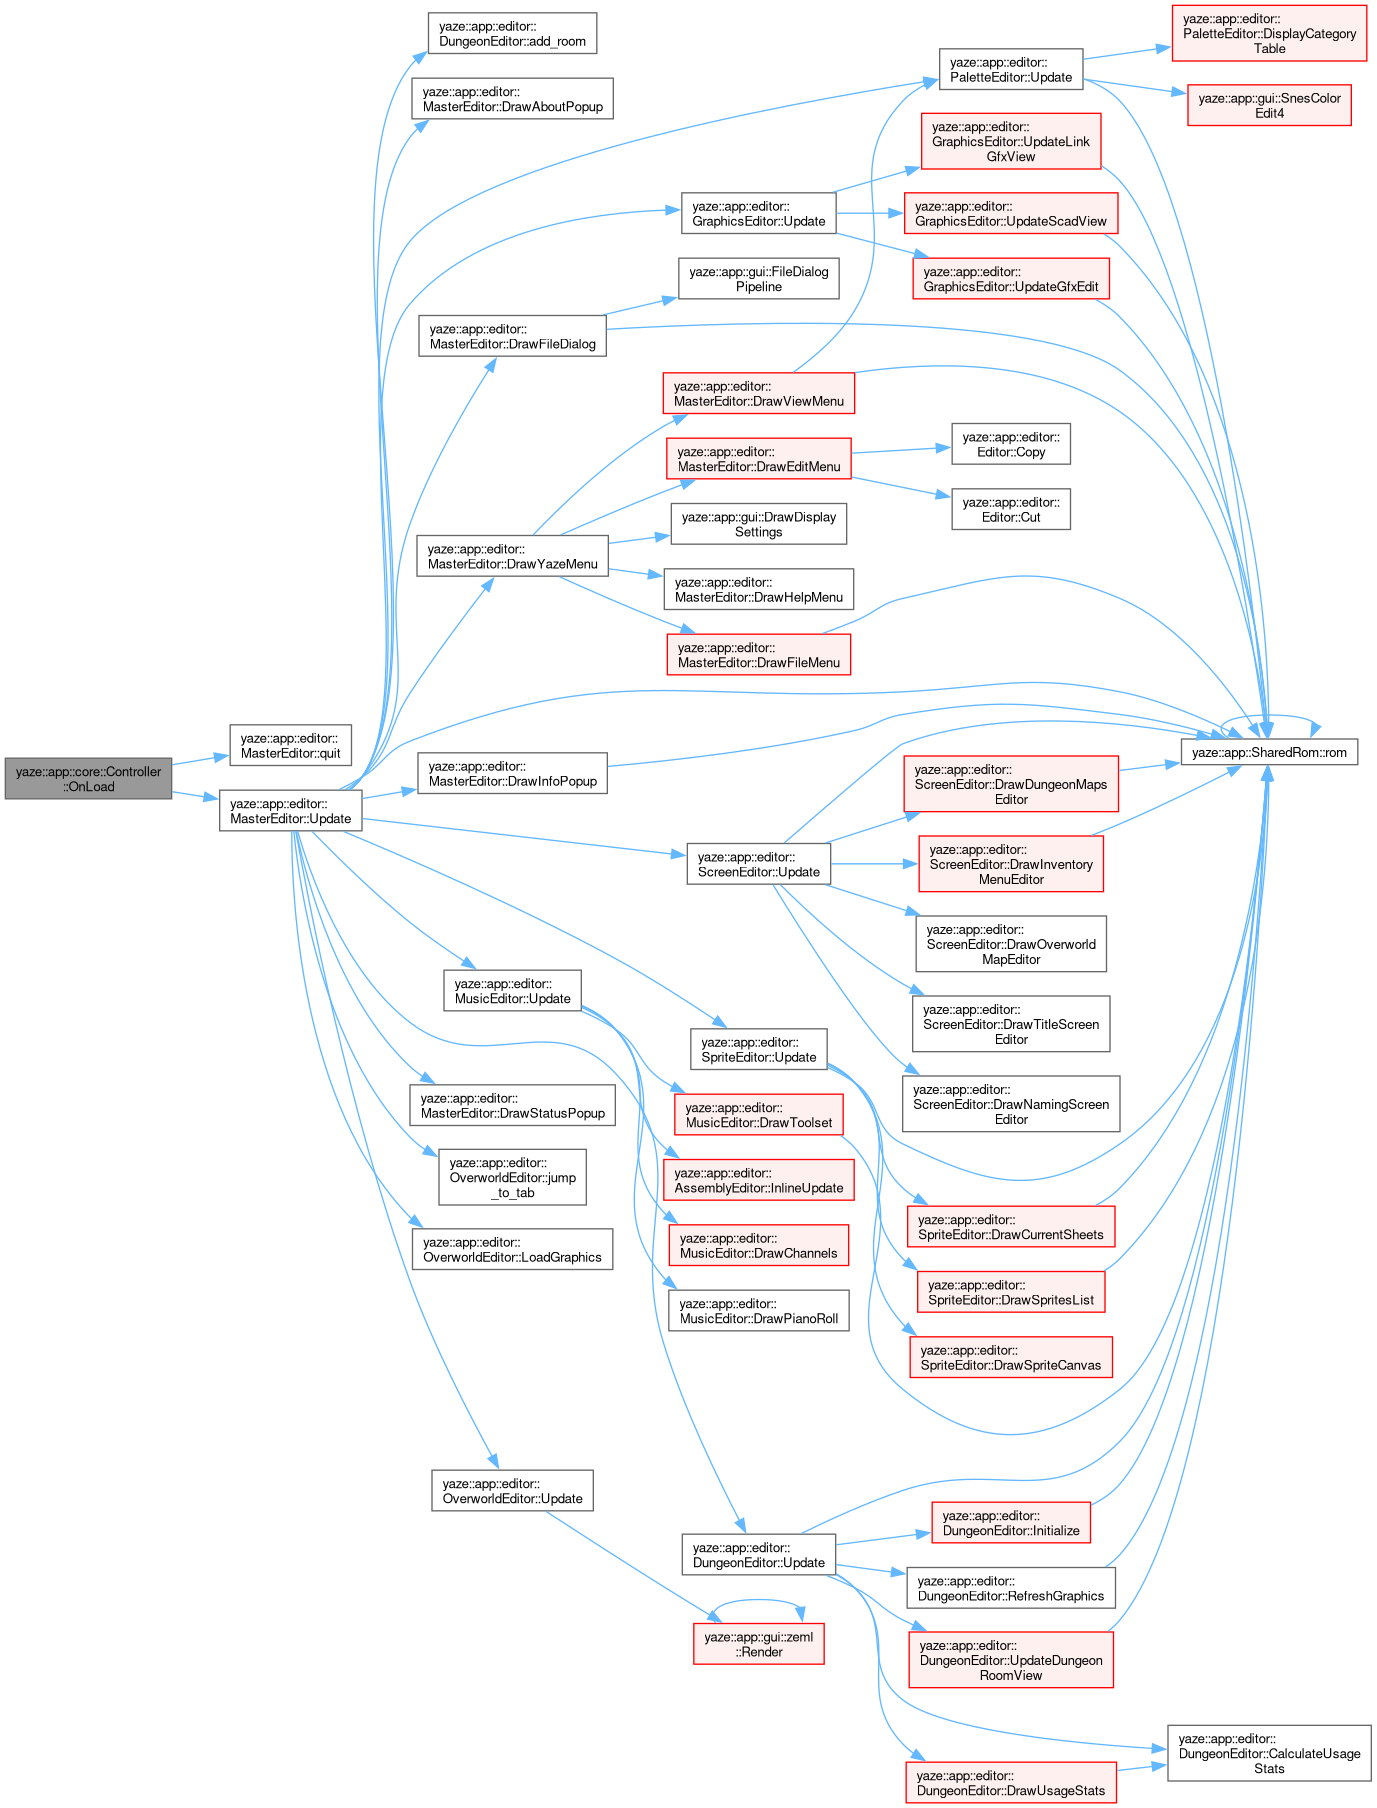 yaze::app::core::Controller
::OnLoad
yaze::app::editor::
MasterEditor::quit
yaze::app::editor::
MasterEditor::Update
yaze::app::editor::
DungeonEditor::add_room
yaze::app::editor::
MasterEditor::DrawAboutPopup
yaze::app::editor::
MasterEditor::DrawFileDialog
yaze::app::editor::
MasterEditor::DrawYazeMenu
yaze::app::editor::
MasterEditor::DrawInfoPopup
yaze::app::editor::
MusicEditor::Update
yaze::app::editor::
MasterEditor::DrawStatusPopup
yaze::app::editor::
OverworldEditor::jump
_to_tab
yaze::app::editor::
OverworldEditor::LoadGraphics
yaze::app::editor::
OverworldEditor::Update
yaze::app::editor::
GraphicsEditor::Update
yaze::app::gui::FileDialog
Pipeline
yaze::app::editor::
MasterEditor::DrawViewMenu
yaze::app::editor::
MasterEditor::DrawEditMenu
yaze::app::gui::DrawDisplay
Settings
yaze::app::editor::
MasterEditor::DrawHelpMenu
yaze::app::editor::
MasterEditor::DrawFileMenu
yaze::app::editor::
ScreenEditor::Update
yaze::app::editor::
SpriteEditor::Update
yaze::app::editor::
MusicEditor::DrawToolset
yaze::app::editor::
AssemblyEditor::InlineUpdate
yaze::app::editor::
MusicEditor::DrawChannels
yaze::app::editor::
MusicEditor::DrawPianoRoll
yaze::app::editor::
DungeonEditor::Update
yaze::app::gui::zeml
::Render
yaze::app::editor::
PaletteEditor::Update
yaze::app::editor::
GraphicsEditor::UpdateLink
GfxView
yaze::app::editor::
GraphicsEditor::UpdateScadView
yaze::app::editor::
GraphicsEditor::UpdateGfxEdit
yaze::app::editor::
Editor::Copy
yaze::app::editor::
Editor::Cut
yaze::app::editor::
ScreenEditor::DrawDungeonMaps
Editor
yaze::app::editor::
ScreenEditor::DrawInventory
MenuEditor
yaze::app::editor::
ScreenEditor::DrawOverworld
MapEditor
yaze::app::editor::
ScreenEditor::DrawTitleScreen
Editor
yaze::app::editor::
ScreenEditor::DrawNamingScreen
Editor
yaze::app::editor::
SpriteEditor::DrawCurrentSheets
yaze::app::editor::
SpriteEditor::DrawSpritesList
yaze::app::editor::
SpriteEditor::DrawSpriteCanvas
yaze::app::editor::
DungeonEditor::Initialize
yaze::app::editor::
DungeonEditor::RefreshGraphics
yaze::app::editor::
DungeonEditor::UpdateDungeon
RoomView
yaze::app::editor::
DungeonEditor::DrawUsageStats
yaze::app::editor::
PaletteEditor::DisplayCategory
Table
yaze::app::gui::SnesColor
Edit4
yaze::app::SharedRom::rom
yaze::app::editor::
DungeonEditor::CalculateUsage
Stats